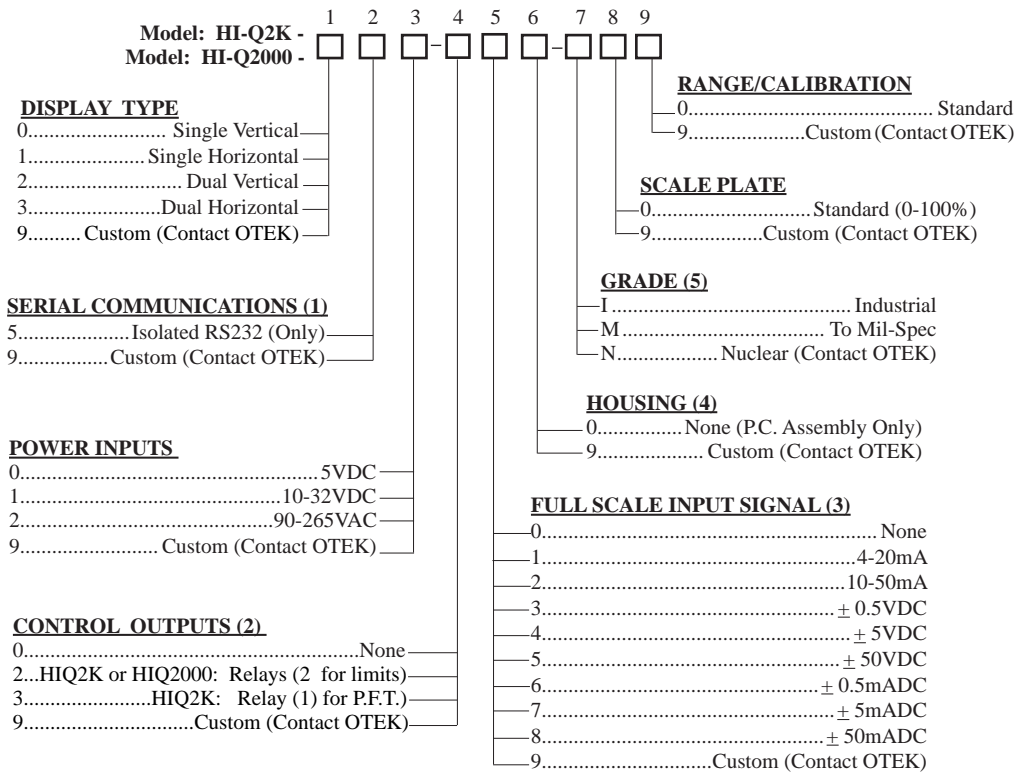 1 2 3 4 5 6 7 8 9
Model: HI-Q2K -
Model: HI-Q2000 -
DISPLAY TYPE
0.......................... Single Vertical
1...................... Single Horizontal
2........................ Dual Vertical
3.....................Dual Horizontal
9.......... Custom (Contact OTEK)
SERIAL COMMUNICATIONS (1)
5..................Isolated RS232 (Only)
9.................Custom (Contact OTEK)
POWER INPUTS
0...............................................5VDC
1........................................10-32VDC
2.......................................90-265VAC
9...................... Custom (Contact OTEK)
CONTROL OUTPUTS (2)
0....................................................None
2...HIQ2K or HIQ2000: Relays (2 for limits)
3....................HIQ2K: Relay (1) for P.F.T.)
9...........................Custom (Contact OTEK)
RANGE/CALIBRATION
0....................................... Standard
9....................Custom (Contact OTEK)
SCALE PLATE
0.........................Standard (0-100%)
9...................Custom (Contact OTEK)
GRADE (5)
I....................................... Industrial
M.................................... To Mil-Spec
N................... Nuclear (Contact OTEK)
HOUSING (4)
0................None (P.C. Assembly Only)
9................. Custom (Contact OTEK)
FULL SCALE INPUT SIGNAL (3)
0..................................................... None
1..................................................4-20mA
2................................................10-50mA
3.............................................. ± 0.5VDC
4................................................. ± 5VDC
5............................................... ± 50VDC
6............................................ ± 0.5mADC
7.............................................. ± 5mADC
8............................................. ± 50mADC
9...........................Custom (Contact OTEK)